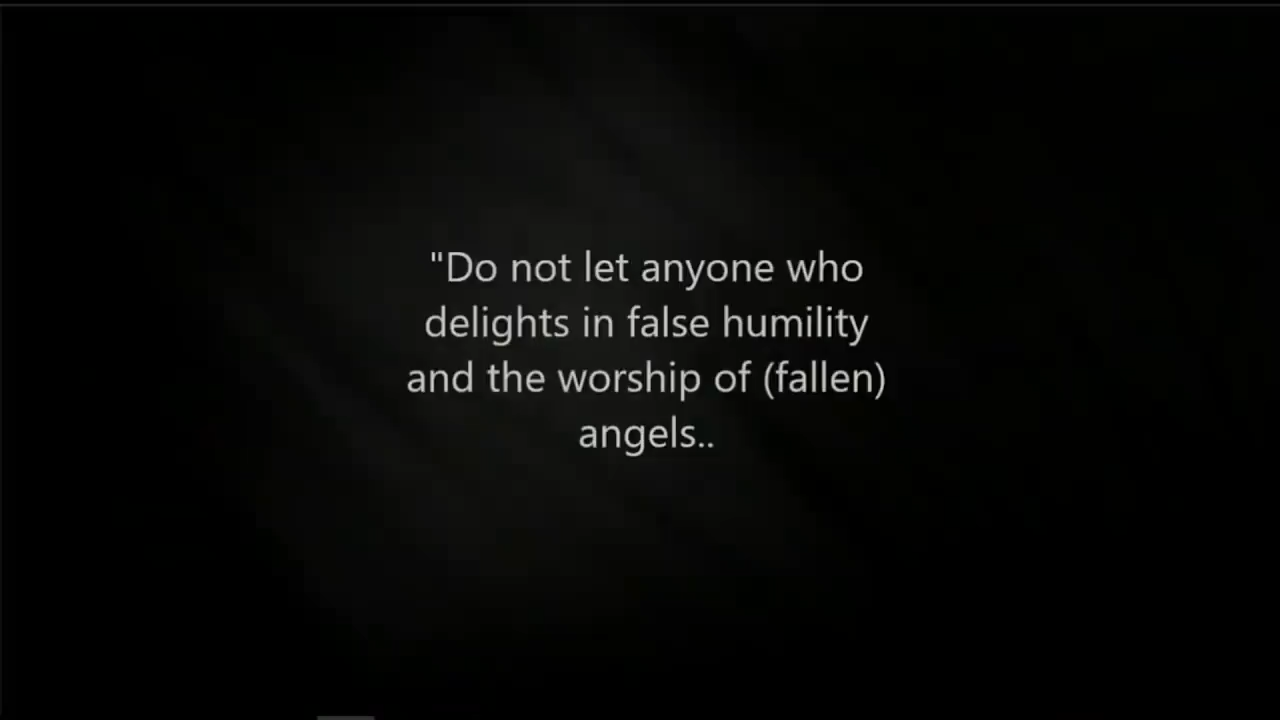 "Do not let anyone who
delights in false humility
and the worship of (fallen)
angels..